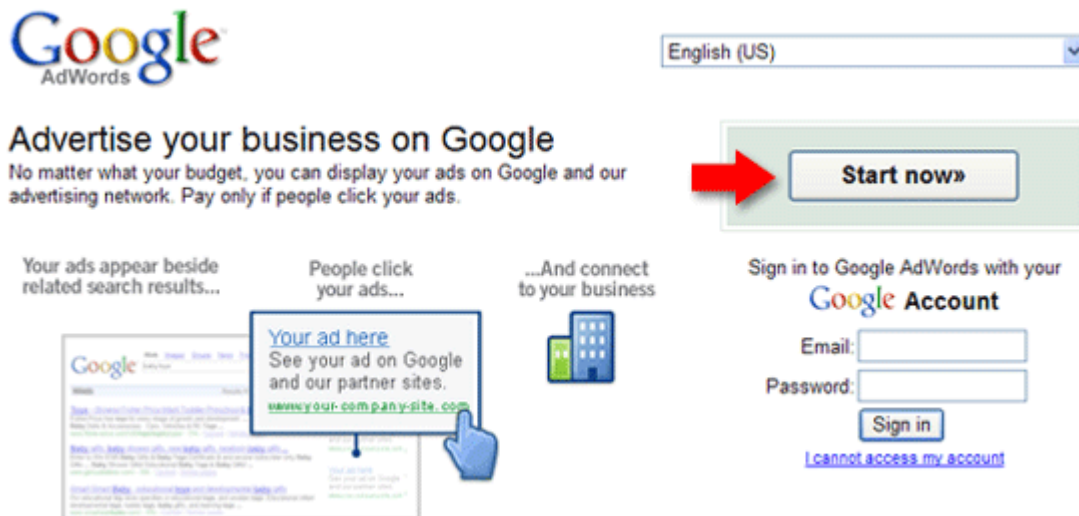 Google
AdWords
English (US)
Advertise your business on Google
No matter what your budget, you can display your ads on Google and our
advertising network. Pay only if people click your ads.
Start now»
Your ads appear beside
related search results...
People click
your ads...
...And connect
to your business
Google
Your ad here
See your ad on Google
and our partner sites.
www.your-company-site.com
Sign in to Google AdWords with your
Google Account
Email:
Password:
Sign in
I cannot access my account